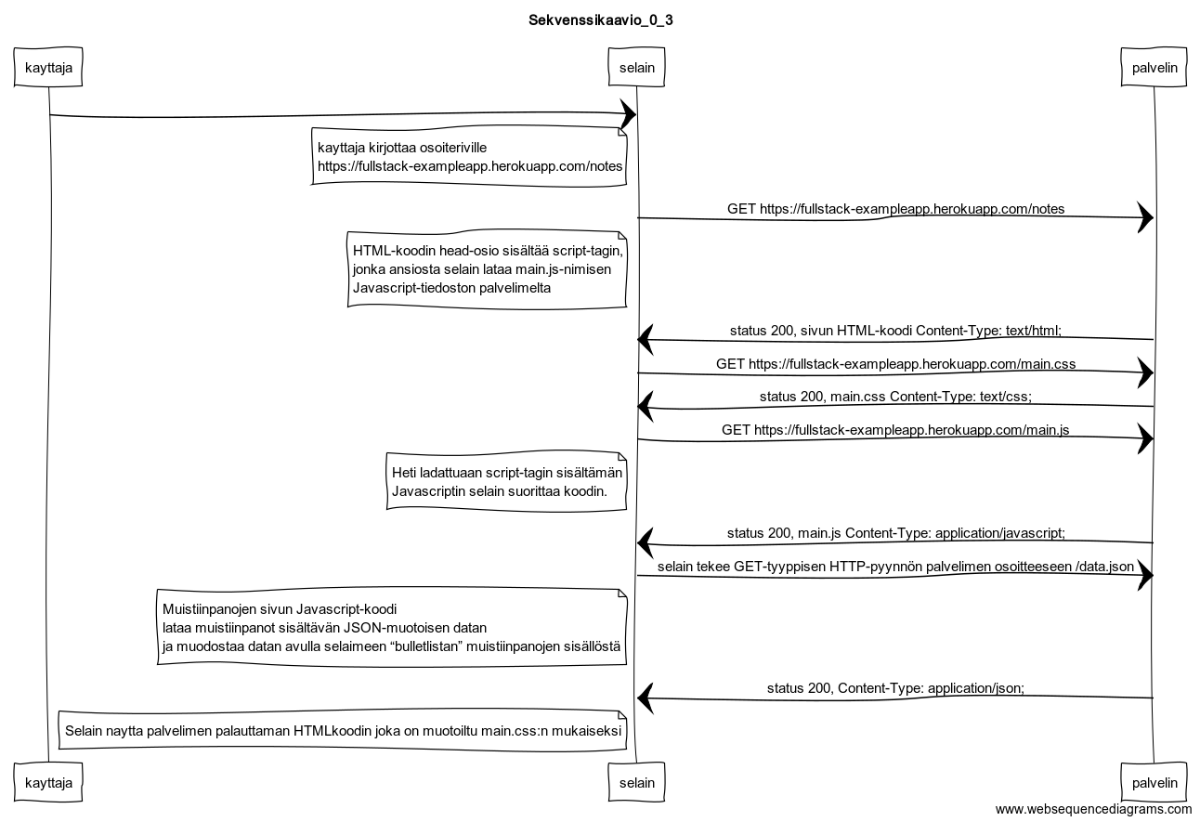 Sekvenssikaavio_0_3
kayttaja
selain
palvelin
kayttaja kirjottaa osoiteriville
https://fullstack-exampleapp.herokuapp.com/notes
GET https://fullstack-exampleapp.herokuapp.com/notes
HTML-koodin head-osio sisältää script-tagin,
jonka ansiosta selain lataa main.js-nimisen
Javascript-tiedoston palvelimelta
status 200, sivun HTML-koodi Content-Type: text/html;
GET https://fullstack-exampleapp.herokuapp.com/main.css
status 200, main.css Content-Type: text/css;
GET https://fullstack-exampleapp.herokuapp.com/main.js
Heti ladattuaan script-tagin sisältämän
Javascriptin selain suorittaa koodin.
status 200, main.js Content-Type: application/javascript;
selain tekee GET-tyyppisen HTTP-pyynnön palvelimen osoitteeseen /data.json
Muistiinpanojen sivun Javascript-koodi
lataa muistiinpanot sisältävän JSON-muotoisen datan
ja muodostaa datan avulla selaimeen “bulletlistan” muistiinpanojen sisällöstä
status 200, Content-Type: application/json;
Selain naytta palvelimen palauttaman HTMLkoodin joka on muotoiltu main.css:n mukaiseksi
kayttaja
selain
palvelin
www.websequencediagrams.com